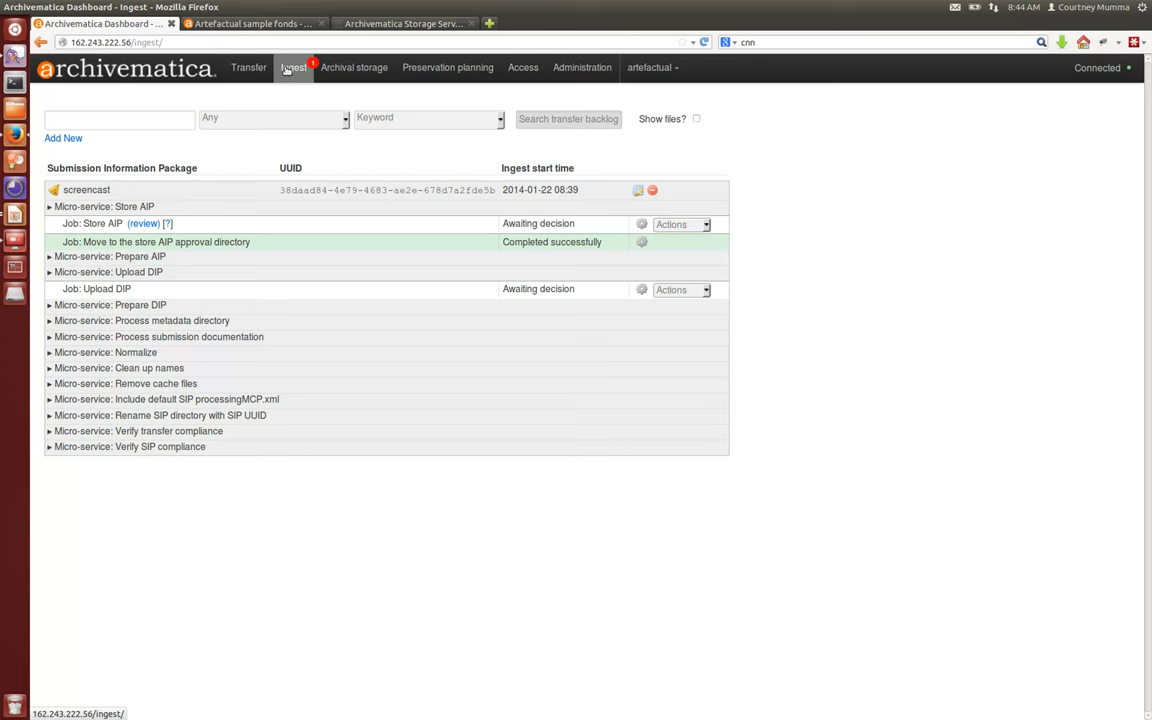 Archivematica Dashboard - Ingest - Mozilla Firefox
8:44 AM Courtney Mumma
Archivematica Dashboard - ...
Artefactual sample fonds - ...
Archivematica Storage Serv...
162.243.222.56/ingest/
cnn
archivematica
Transfer
Ingest 1
Archival storage
Preservation planning
Access
Administration
artefactual
Connected
Any
Keyword
Search transfer backlog
Show files?
Add New
Submission Information Package UUID Ingest start time
screencast 38daad84-4e79-4683-ae2e-678d7a2fde5b 2014-01-22 08:39
Micro-service: Store AIP
Job: Store AIP (review) [?] Awaiting decision Actions
Job: Move to the store AIP approval directory Completed successfully
Micro-service: Prepare AIP
Micro-service: Upload DIP
Job: Upload DIP Awaiting decision Actions
Micro-service: Prepare DIP
Micro-service: Process metadata directory
Micro-service: Process submission documentation
Micro-service: Normalize
Micro-service: Clean up names
Micro-service: Remove cache files
Micro-service: Include default SIP processingMCP.xml
Micro-service: Rename SIP directory with SIP UUID
Micro-service: Verify transfer compliance
Micro-service: Verify SIP compliance
162.243.222.56/ingest/